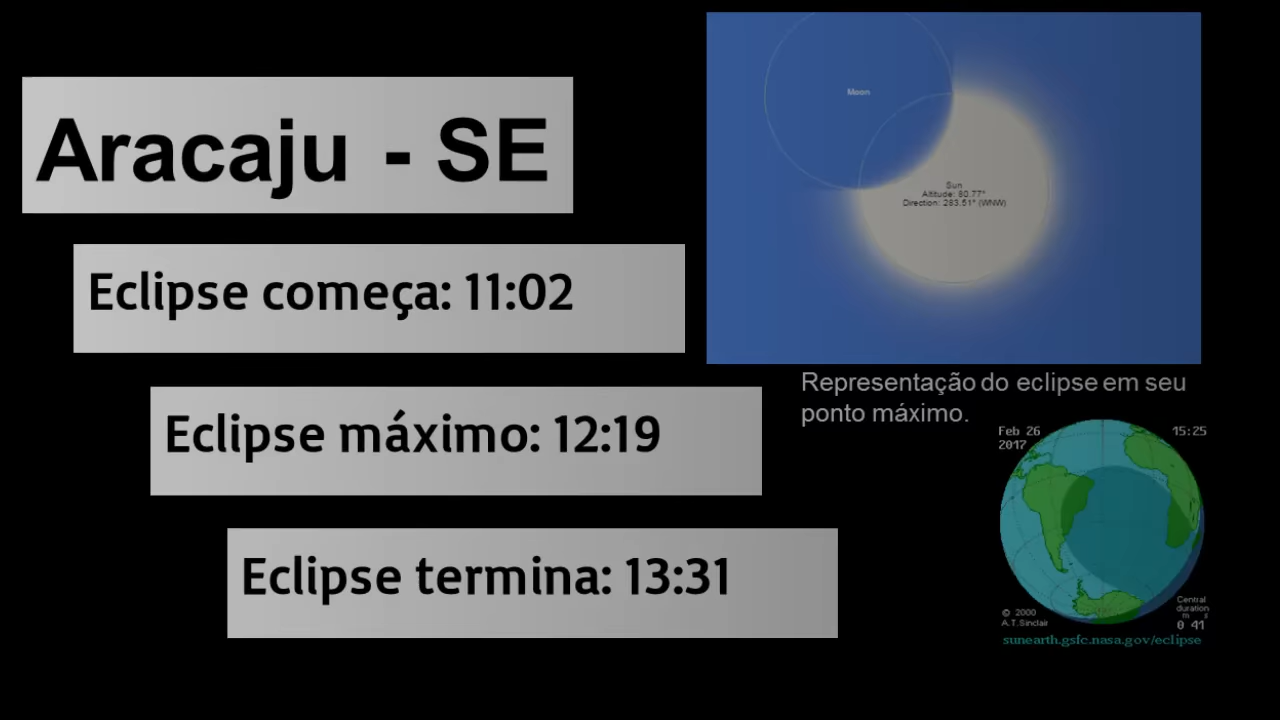 Aracaju - SE
Eclipse começa: 11:02
Eclipse máximo: 12:19
Eclipse termina: 13:31
Moon
Sun
Altitude: 80.77°
Direction: 283.51° (WNW)
Representação do eclipse em seu
ponto máximo.
Feb 26
2017
15:25
© 2000
A.T.Sinclair
Central
duration
m s
0 41
sunearth.gsfc.nasa.gov/eclipse